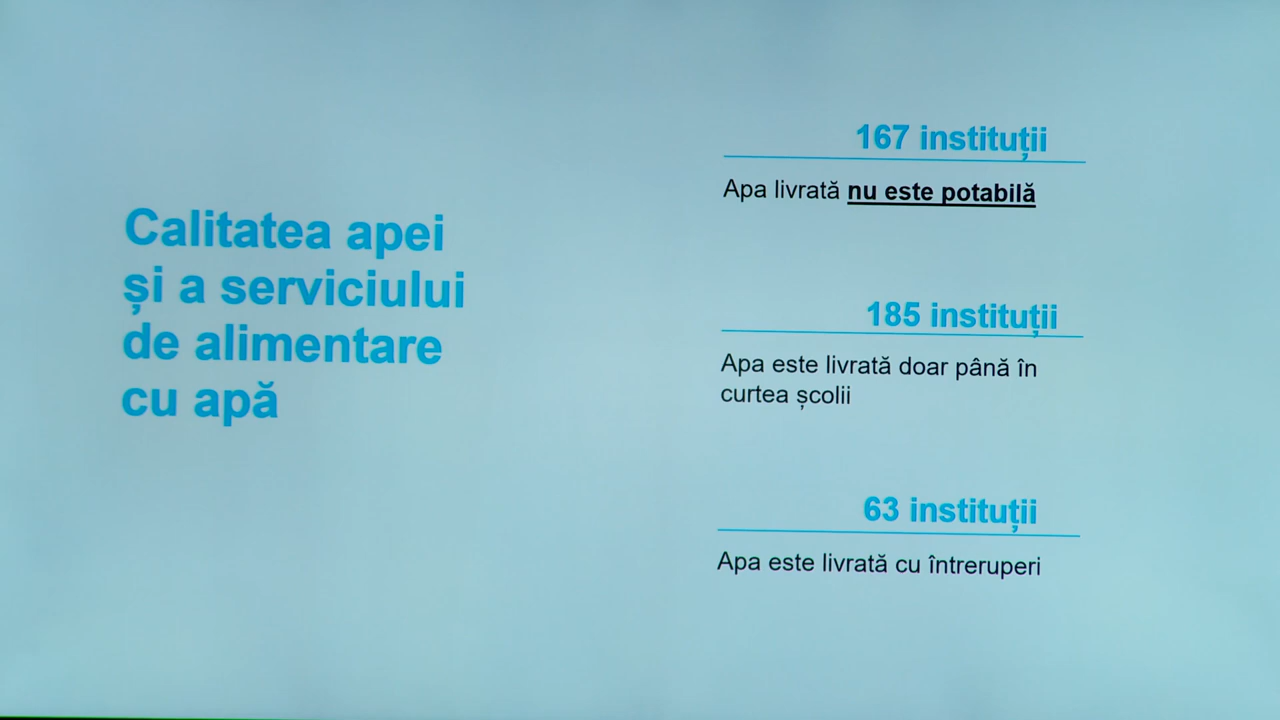 Calitatea apei
și a serviciului
de alimentare
cu apă
167 instituții
Apa livrată nu este potabilă
185 instituții
Apa este livrată doar până în
curtea școlii
63 instituții
Apa este livrată cu întreruperi